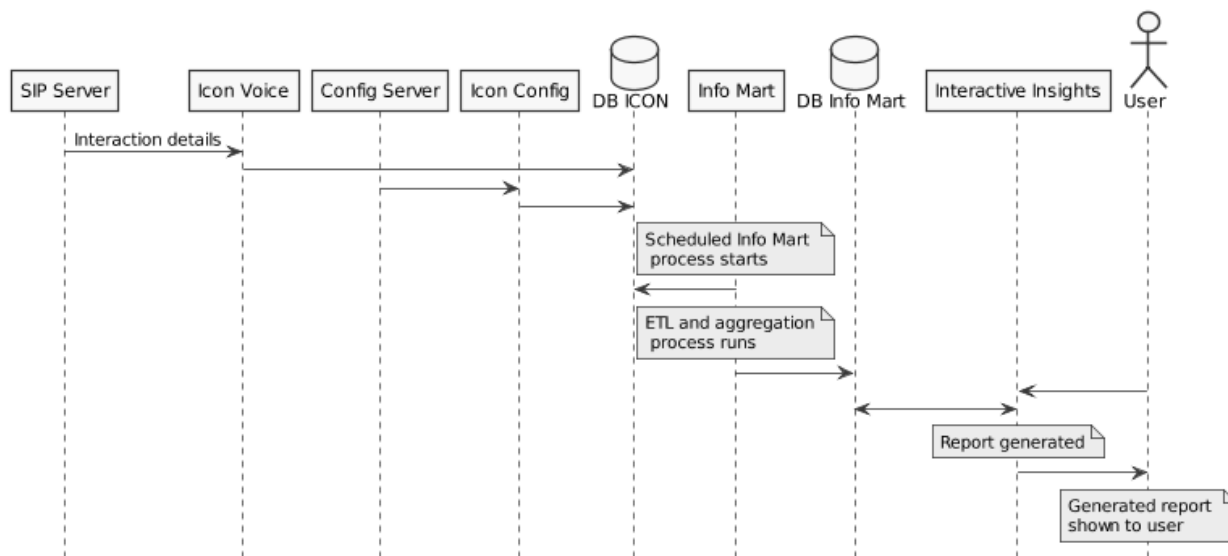 SIP Server
Icon Voice
Config Server
Icon Config
DB ICON
Info Mart
DB Info Mart
Interactive Insights
User
Interaction details
Scheduled Info Mart
process starts
ETL and aggregation
process runs
Report generated
Generated report
shown to user